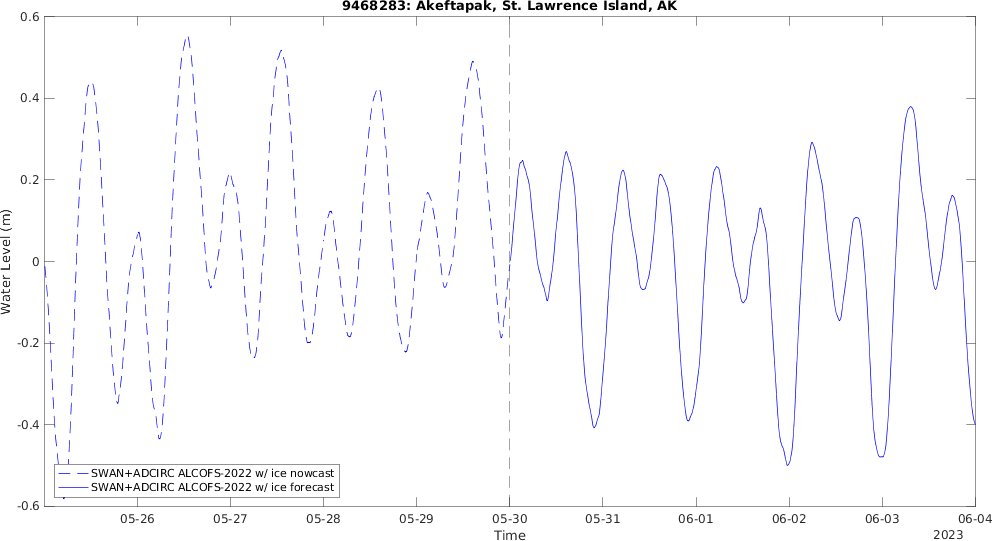 9468283: Akeftapak, St. Lawrence Island, AK
0.6
0.4
0.2
0
-0.2
-0.4
-0.6
Water Level (m)
SWAN+ADCIRC ALCOFS-2022 w/ ice nowcast
SWAN+ADCIRC ALCOFS-2022 w/ ice forecast
05-26 05-27 05-28 05-29 05-30 05-31 06-01 06-02 06-03 06-04
Time
2023